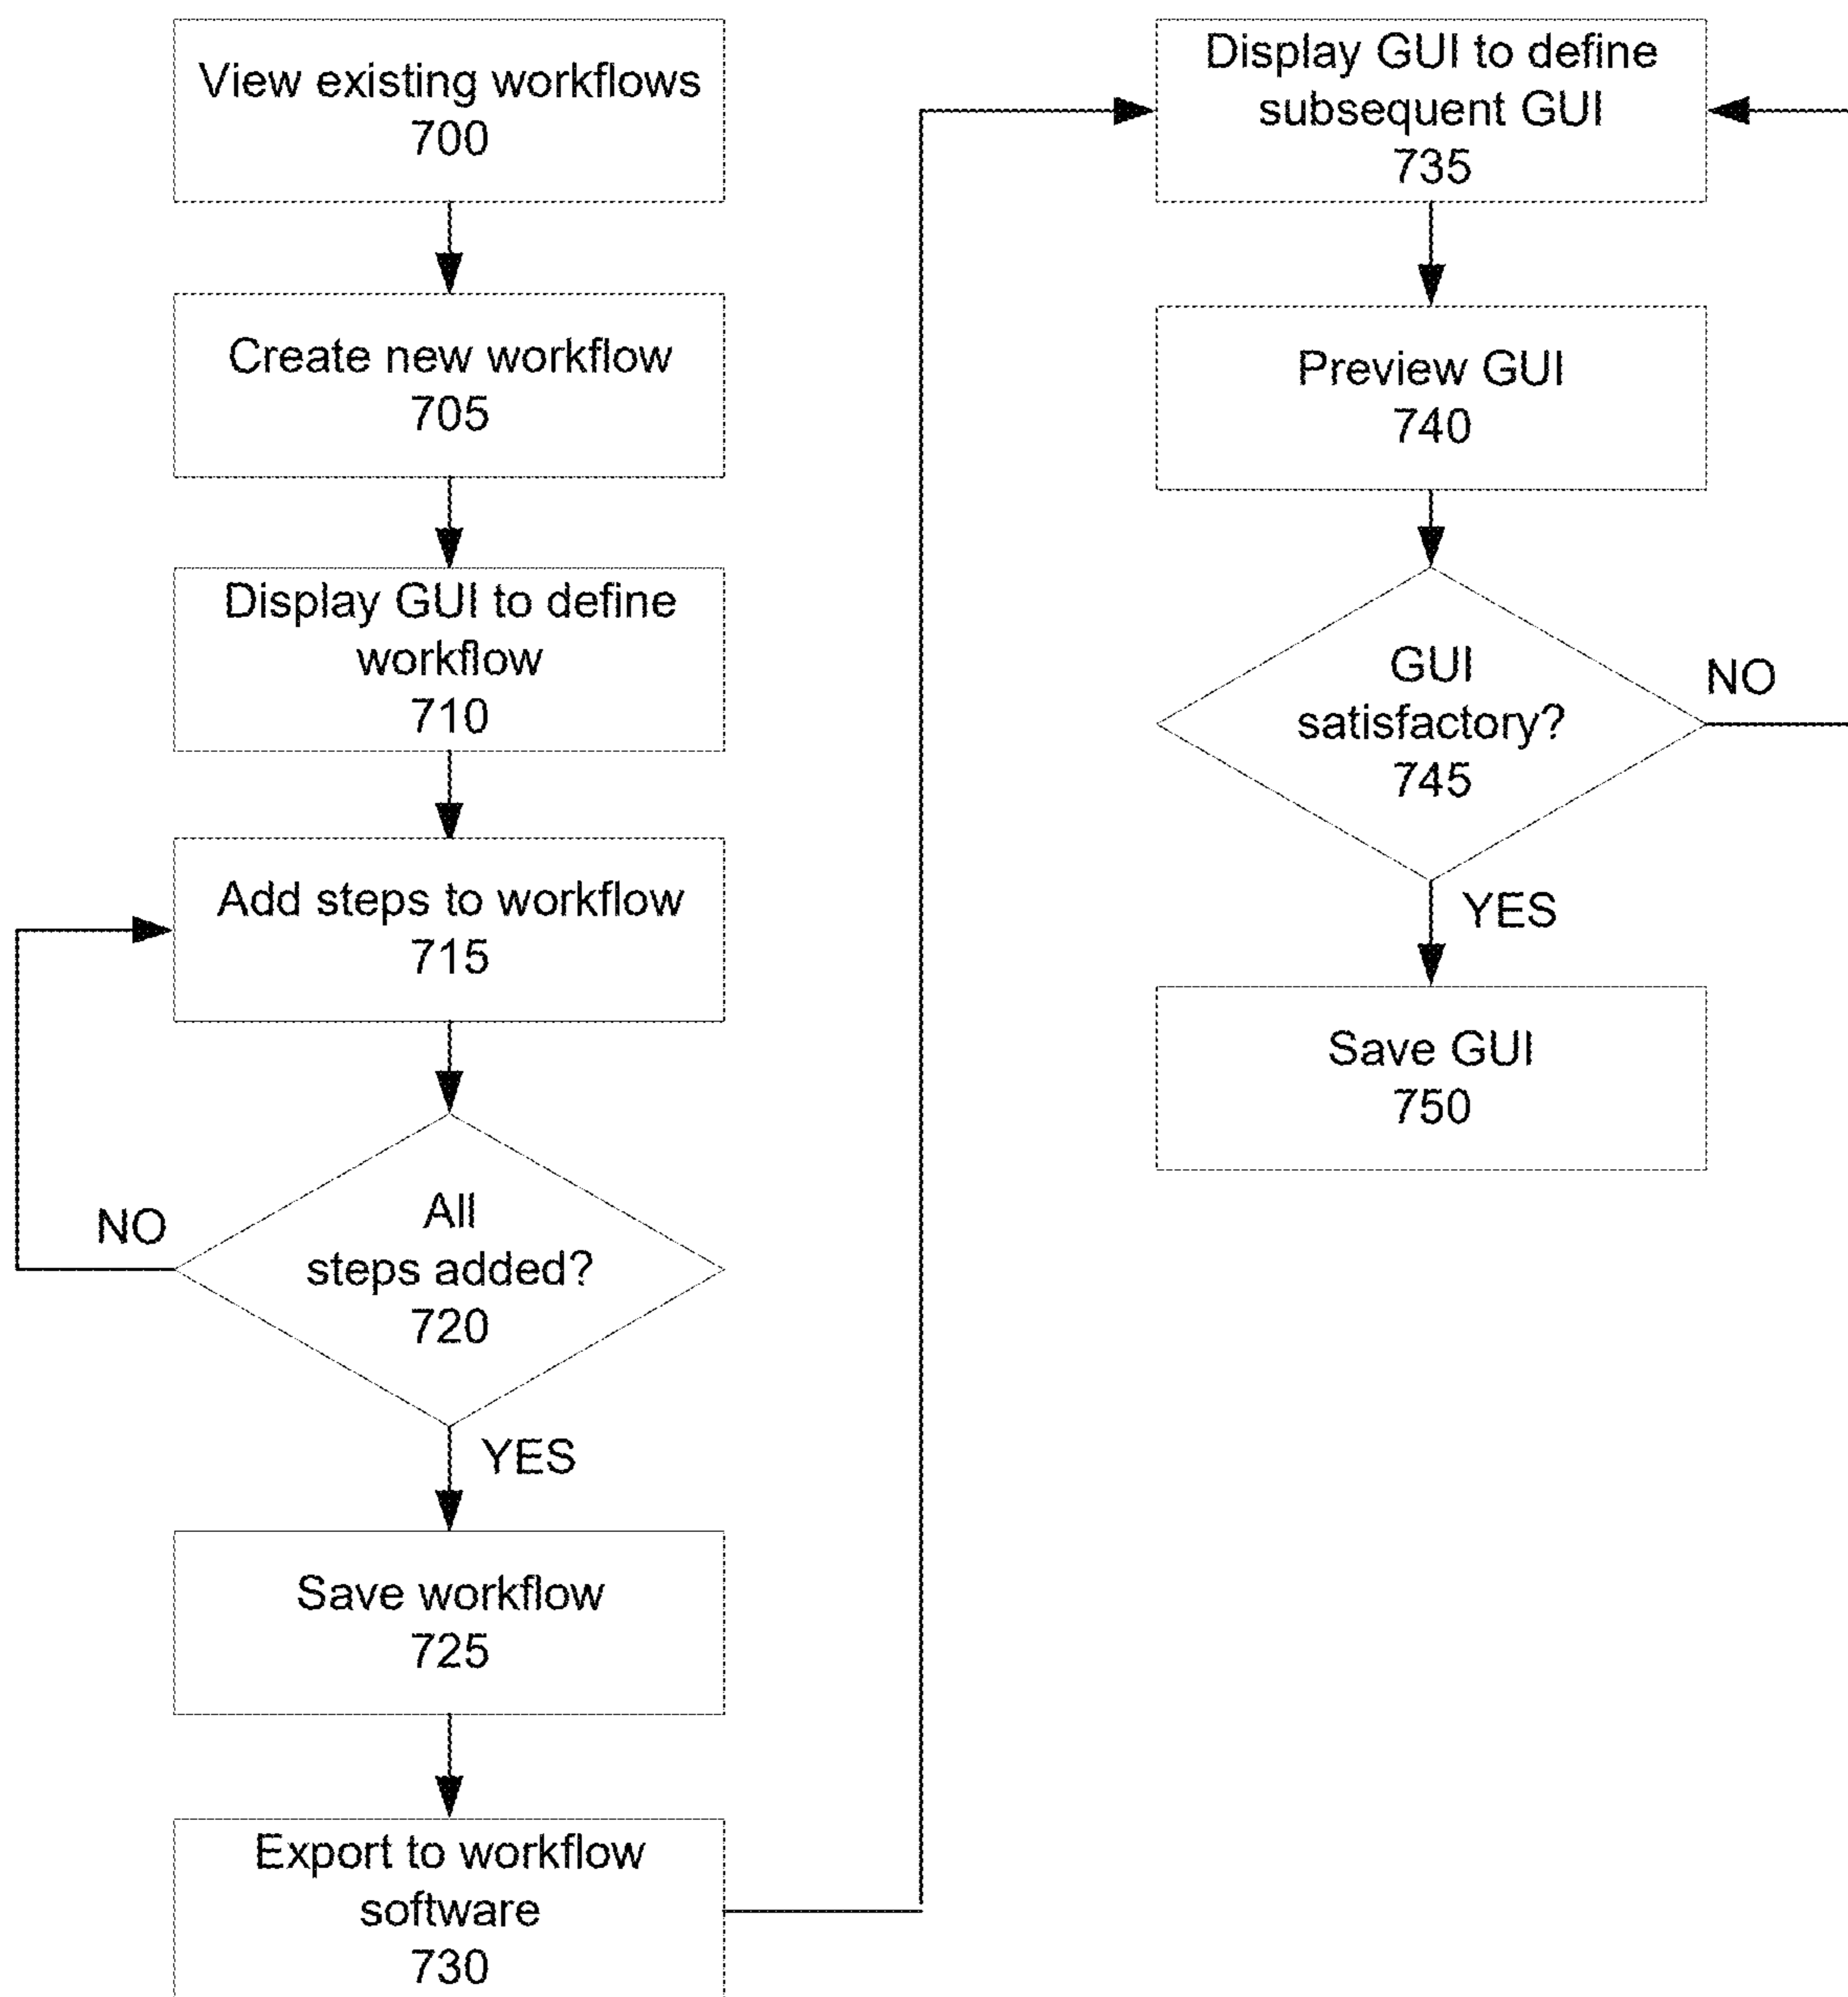 View existing workflows
700
Create new workflow
705
Display GUI to define
workflow
710
Add steps to workflow
715
All
steps added?
720
NO
YES
Save workflow
725
Export to workflow
software
730
Display GUI to define
subsequent GUI
735
Preview GUI
740
GUI
satisfactory?
745
NO
YES
Save GUI
750